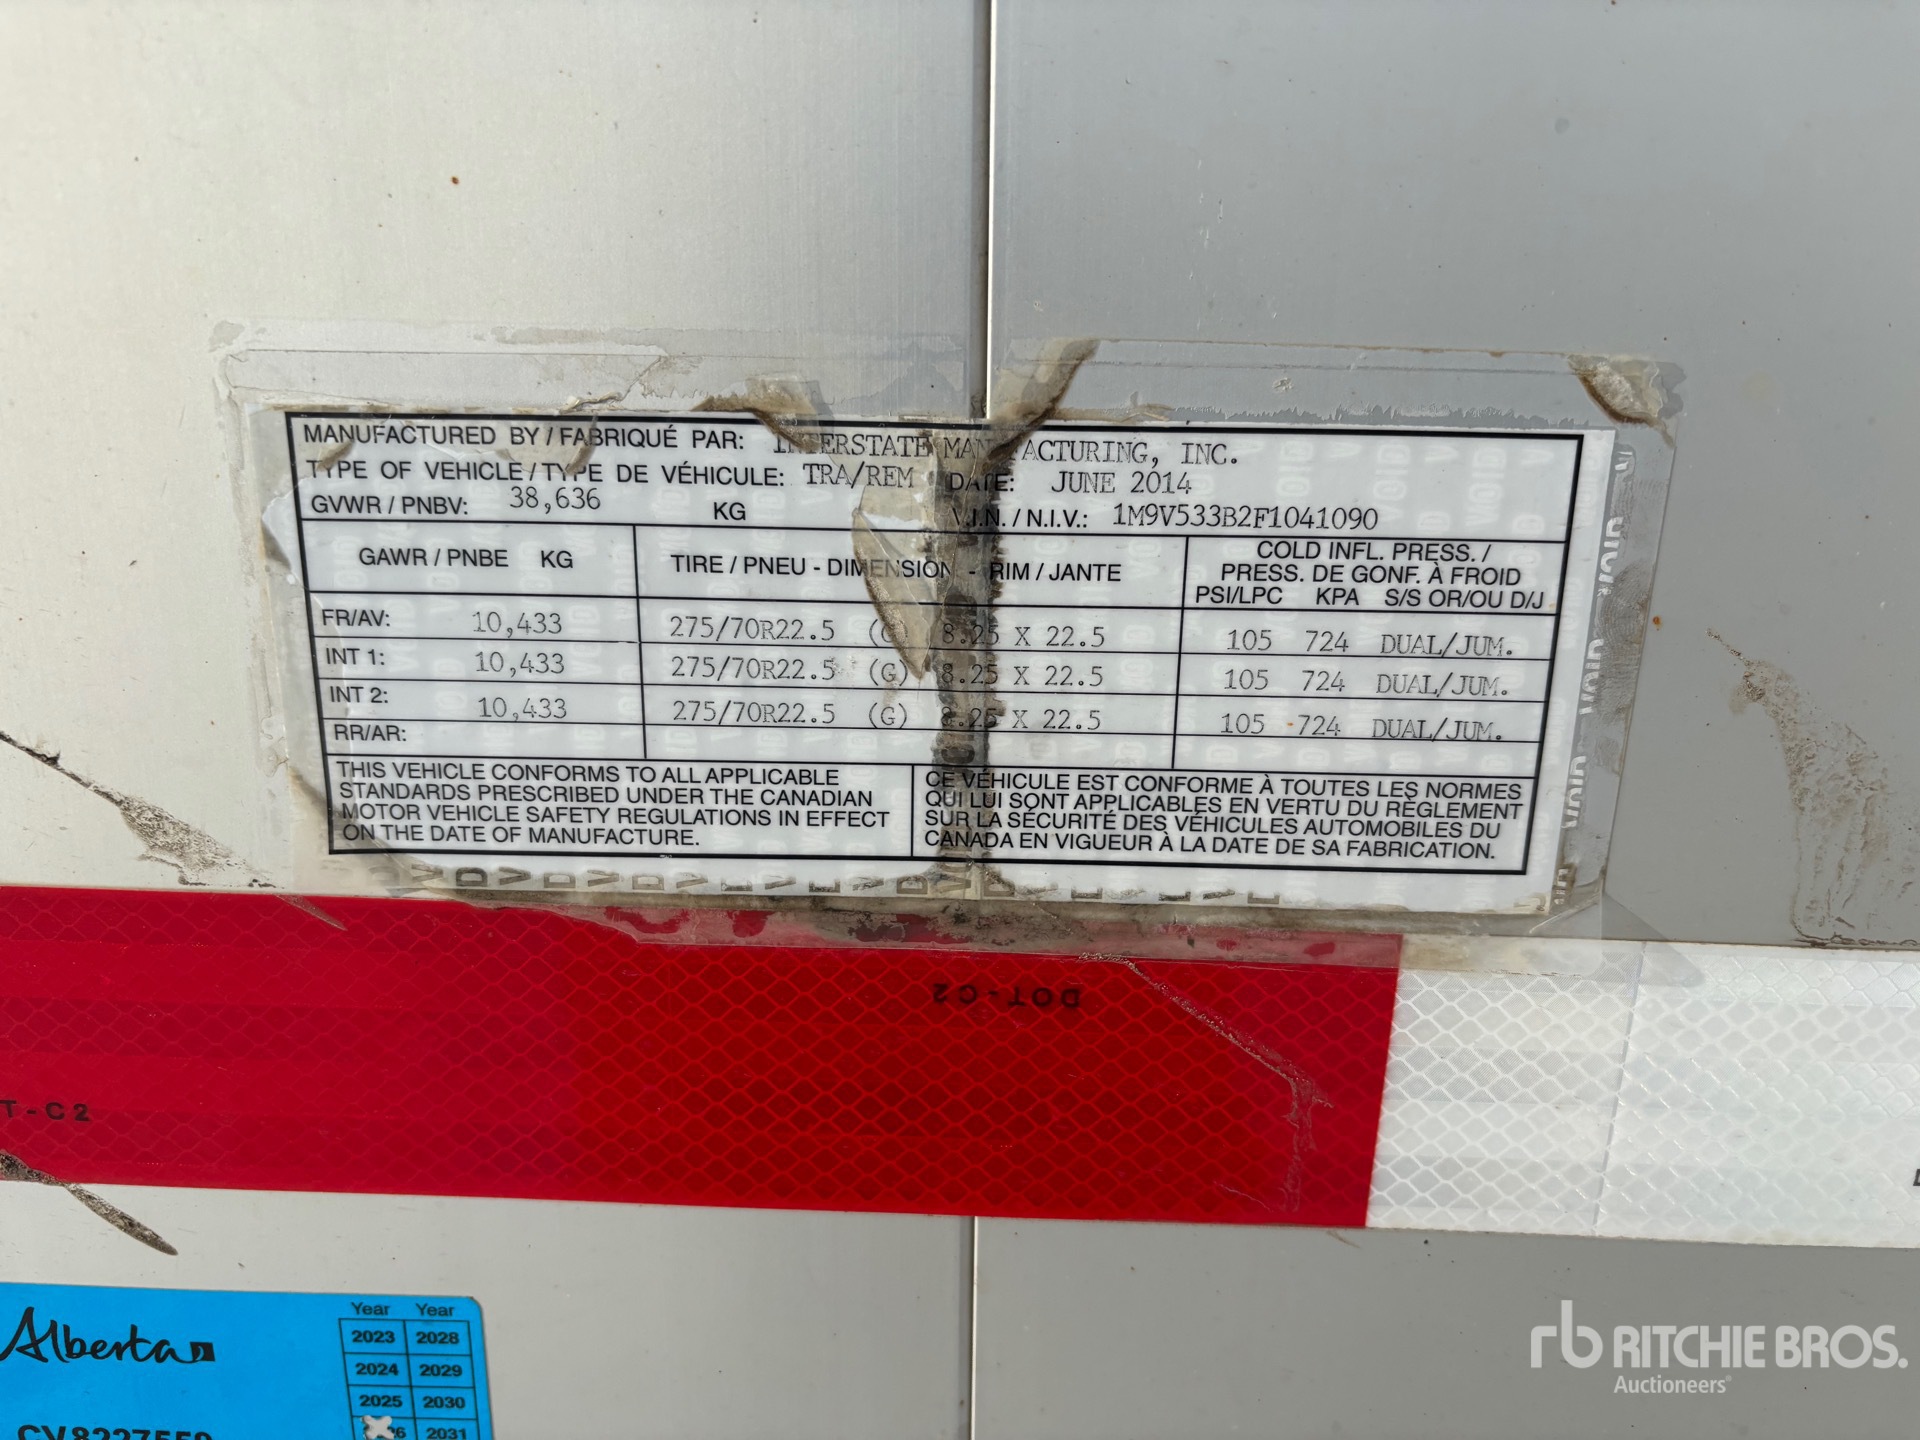 MANUFACTURED BY / FABRIQUÉ PAR: INTERSTATE MANUFACTURING, INC.
TYPE OF VEHICLE / TYPE DE VÉHICULE: TRA/REM DATE: JUNE 2014
GVWR / PNBV: 38,636 KG V.I.N. / N.I.V.: 1M9V533B2F1041090
GAWR / PNBE KG TIRE / PNEU - DIMENSION - RIM / JANTE COLD INFL. PRESS. /
PRESS. DE GONF. À FROID
PSI/LPC KPA S/S OR/OU D/J
FR/AV: 10,433 275/70R22.5 (G) 8.25 X 22.5 105 724 DUAL/JUM.
INT 1: 10,433 275/70R22.5 (G) 8.25 X 22.5 105 724 DUAL/JUM.
INT 2: 10,433 275/70R22.5 (G) 8.25 X 22.5 105 724 DUAL/JUM.
RR/AR:
THIS VEHICLE CONFORMS TO ALL APPLICABLE
STANDARDS PRESCRIBED UNDER THE CANADIAN
MOTOR VEHICLE SAFETY REGULATIONS IN EFFECT
ON THE DATE OF MANUFACTURE.
CE VÉHICULE EST CONFORME À TOUTES LES NORMES
QUI LUI SONT APPLICABLES EN VERTU DU RÈGLEMENT
SUR LA SÉCURITÉ DES VÉHICULES AUTOMOBILES DU
CANADA EN VIGUEUR À LA DATE DE SA FABRICATION.
DOT-C2
T-C2
Alberta
Year Year
2023 2028
2024 2029
2025 2030
2031
CV8227559
rb RITCHIE BROS.
Auctioneers